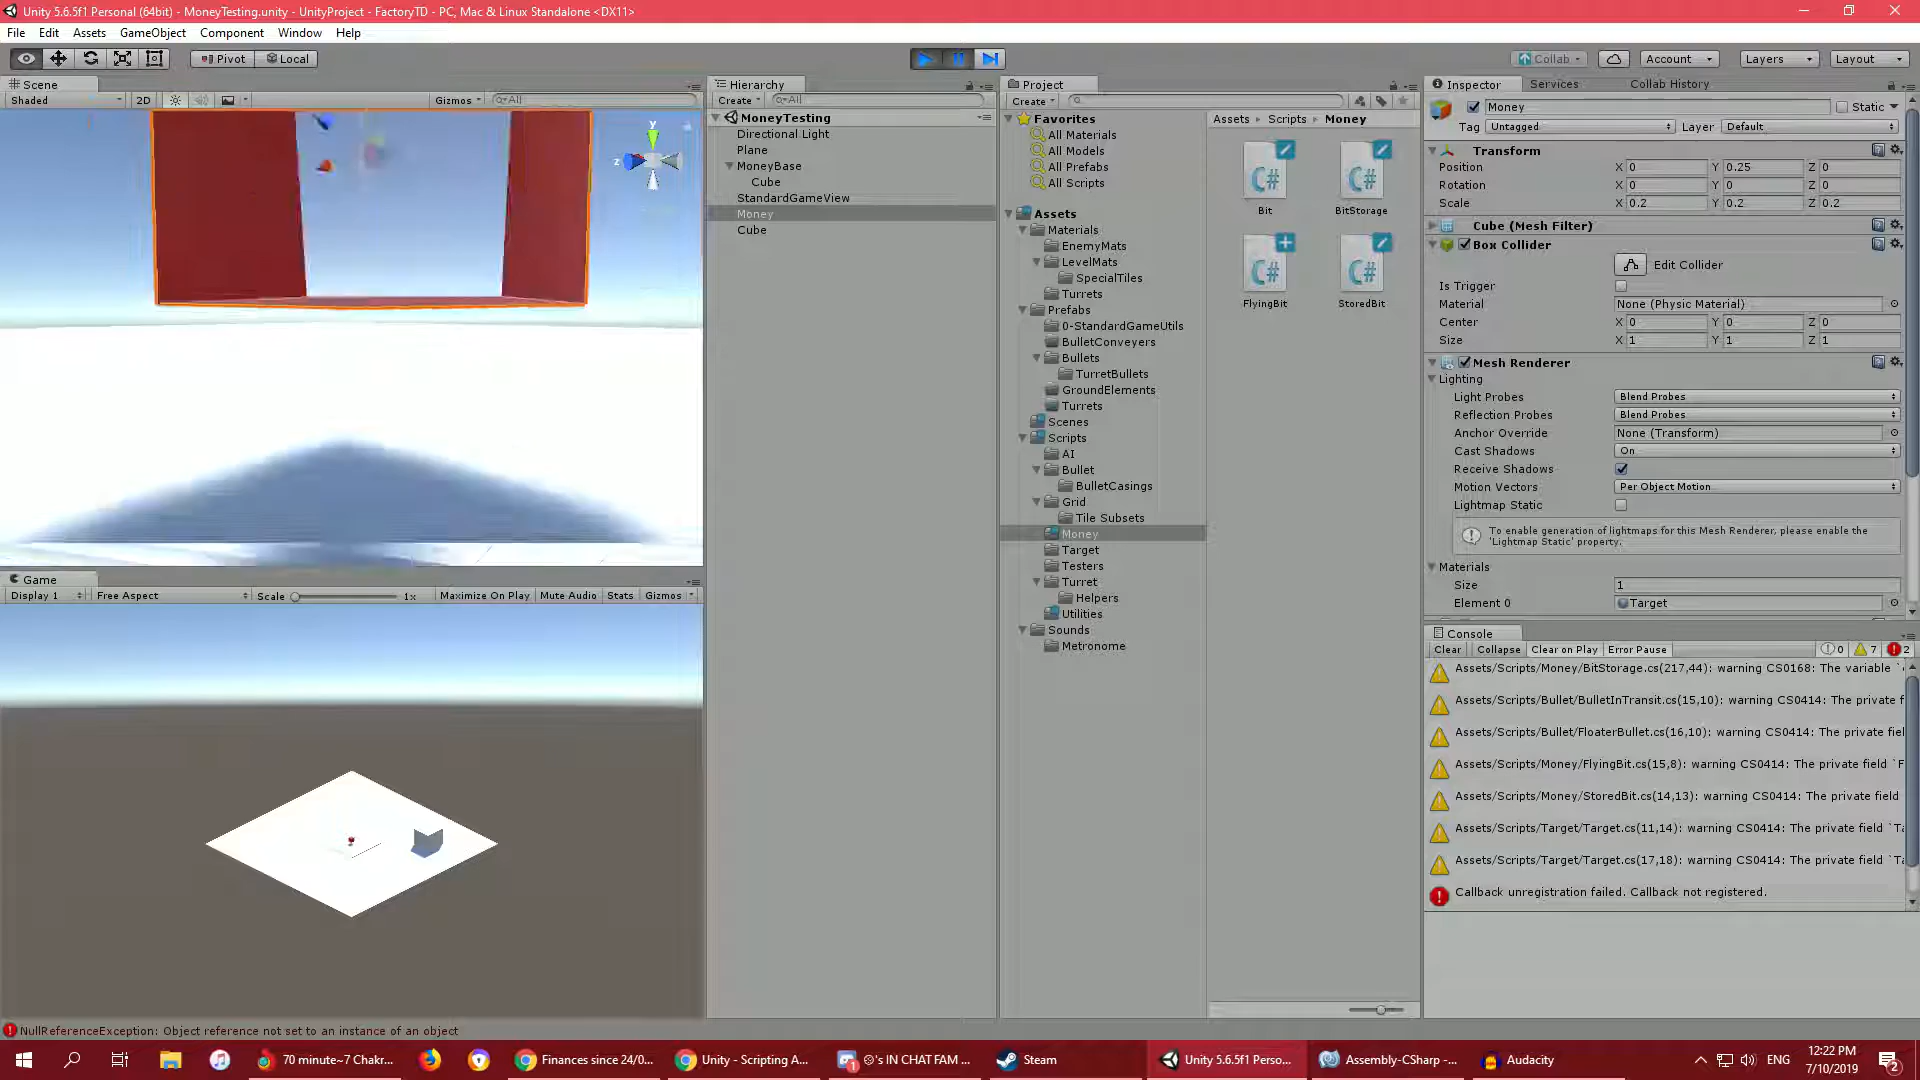 Unity 5.6.5f1 Personal (64bit) - MoneyTesting.unity - UnityProject - FactoryTD - PC, Mac & Linux Standalone <DX11>
File Edit Assets GameObject Component Window Help
Pivot Local Collab Account Layers Layout
Scene
Shaded 2D Gizmos All
y
z
Game
Display 1 Free Aspect Scale 1x Maximize On Play Mute Audio Stats Gizmos
Hierarchy
Create All
MoneyTesting
Directional Light
Plane
MoneyBase
Cube
StandardGameView
Money
Cube
Project
Create
Favorites
All Materials
All Models
All Prefabs
All Scripts
Assets
Materials
EnemyMats
LevelMats
SpecialTiles
Turrets
Prefabs
0-StandardGameUtils
BulletConveyers
Bullets
TurretBullets
GroundElements
Turrets
Scenes
Scripts
AI
Bullet
BulletCasings
Grid
Tile Subsets
Money
Target
Testers
Turret
Helpers
Utilities
Sounds
Metronome
Assets Scripts Money
C# C#
Bit BitStorage
C# C#
FlyingBit StoredBit
Inspector Services Collab History
Money Static
Tag Untagged Layer Default
Transform
Position X 0 Y 0.25 Z 0
Rotation X 0 Y 0 Z 0
Scale X 0.2 Y 0.2 Z 0.2
Cube (Mesh Filter)
Box Collider
Edit Collider
Is Trigger
Material None (Physic Material)
Center X 0 Y 0 Z 0
Size X 1 Y 1 Z 1
Mesh Renderer
Lighting
Light Probes Blend Probes
Reflection Probes Blend Probes
Anchor Override None (Transform)
Cast Shadows On
Receive Shadows
Motion Vectors Per Object Motion
Lightmap Static
To enable generation of lightmaps for this Mesh Renderer, please enable the
'Lightmap Static' property.
Materials
Size 1
Element 0 Target
Console
Clear Collapse Clear on Play Error Pause 0 7 2
Assets/Scripts/Money/BitStorage.cs(217,44): warning CS0168: The variable `
Assets/Scripts/Bullet/BulletInTransit.cs(15,10): warning CS0414: The private f
Assets/Scripts/Bullet/FloaterBullet.cs(16,10): warning CS0414: The private field
Assets/Scripts/Money/FlyingBit.cs(15,8): warning CS0414: The private field `F
Assets/Scripts/Money/StoredBit.cs(14,13): warning CS0414: The private field
Assets/Scripts/Target/Target.cs(11,14): warning CS0414: The private field `Ta
Assets/Scripts/Target/Target.cs(17,18): warning CS0414: The private field `Ta
Callback unregistration failed. Callback not registered.
NullReferenceException: Object reference not set to an instance of an object
70 minute~7 Chakr... Finances since 24/0... Unity - Scripting A... 's IN CHAT FAM ... Steam Unity 5.6.5f1 Perso... Assembly-CSharp -... Audacity ENG 12:22 PM
7/10/2019 2